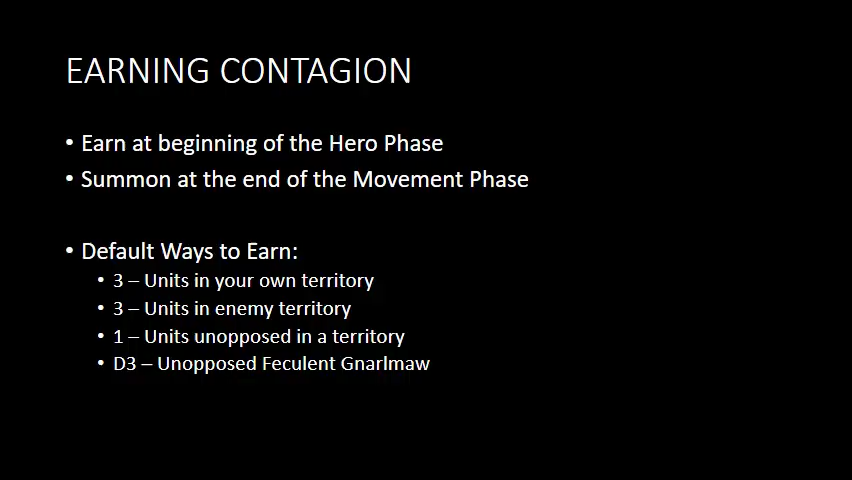 EARNING CONTAGION
• Earn at beginning of the Hero Phase
• Summon at the end of the Movement Phase
• Default Ways to Earn:
• 3 – Units in your own territory
• 3 – Units in enemy territory
• 1 – Units unopposed in a territory
• D3 – Unopposed Feculent Gnarlmaw